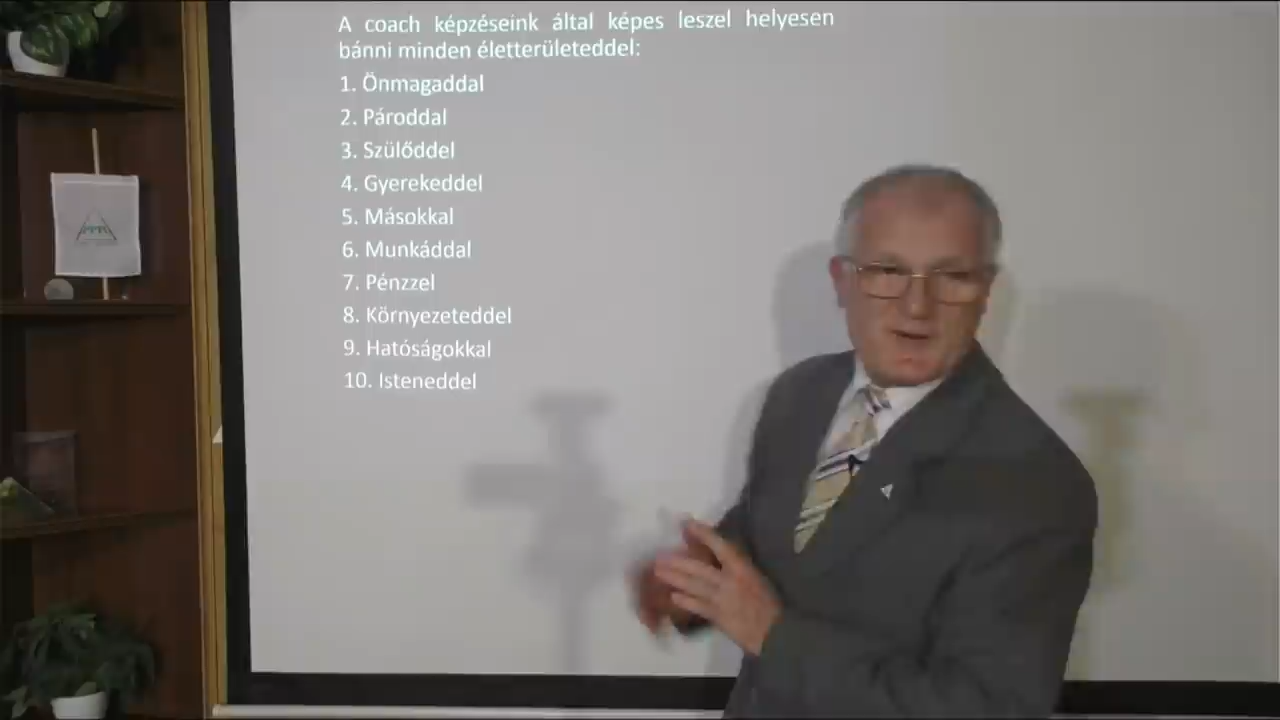 A coach képzéseink által képes leszel helyesen
bánni minden életterületeddel:
1. Önmagaddal
2. Pároddal
3. Szülőddel
4. Gyerekeddel
5. Másokkal
6. Munkáddal
7. Pénzzel
8. Környezeteddel
9. Hatóságokkal
10. Isteneddel